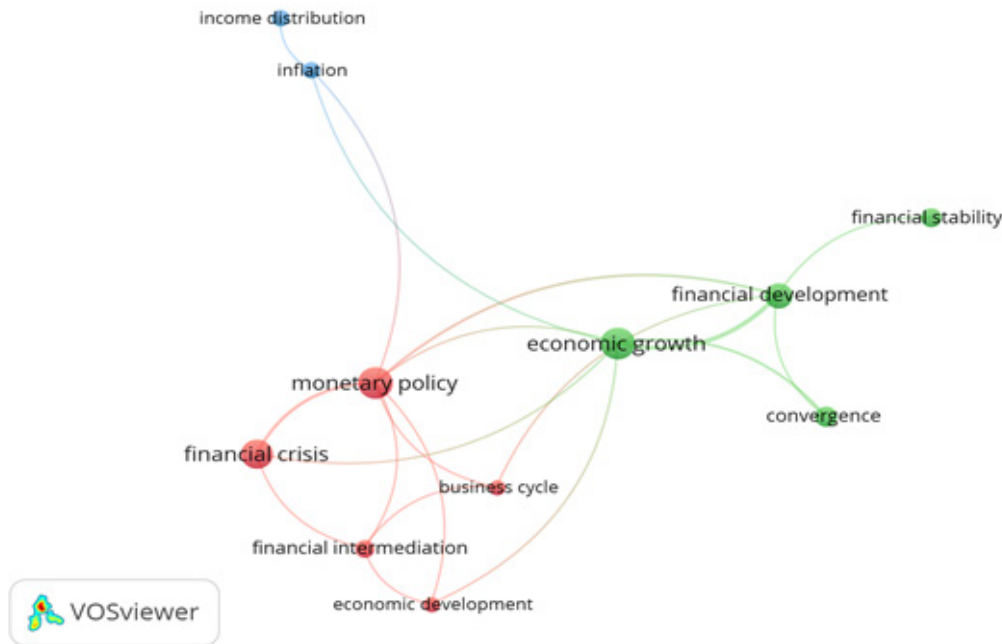 income distribution
inflation
financial stability
financial development
economic growth
monetary policy
convergence
financial crisis
business cycle
financial intermediation
economic development
VOSviewer